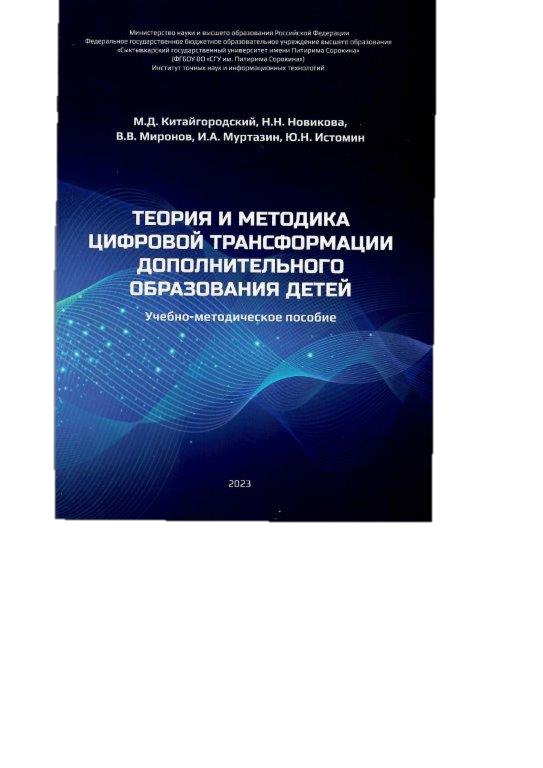 Министерство науки и высшего образования Российской Федерации
Федеральное государственное бюджетное образовательное учреждение высшего образования
«Сыктывкарский государственный университет имени Питирима Сорокина»
(ФГБОУ ВО «СГУ им. Питирима Сорокина»)
Институт точных наук и информационных технологий
М.Д. Китайгородский, Н.Н. Новикова,
В.В. Миронов, И.А. Муртазин, Ю.Н. Истомин
ТЕОРИЯ И МЕТОДИКА
ЦИФРОВОЙ ТРАНСФОРМАЦИИ
ДОПОЛНИТЕЛЬНОГО
ОБРАЗОВАНИЯ ДЕТЕЙ
Учебно-методическое пособие
2023